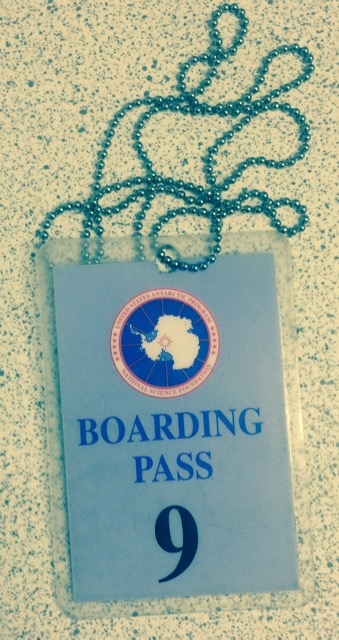 UNITED STATES ANTARCTIC PROGRAM
NATIONAL SCIENCE FOUNDATION
BOARDING
PASS
9